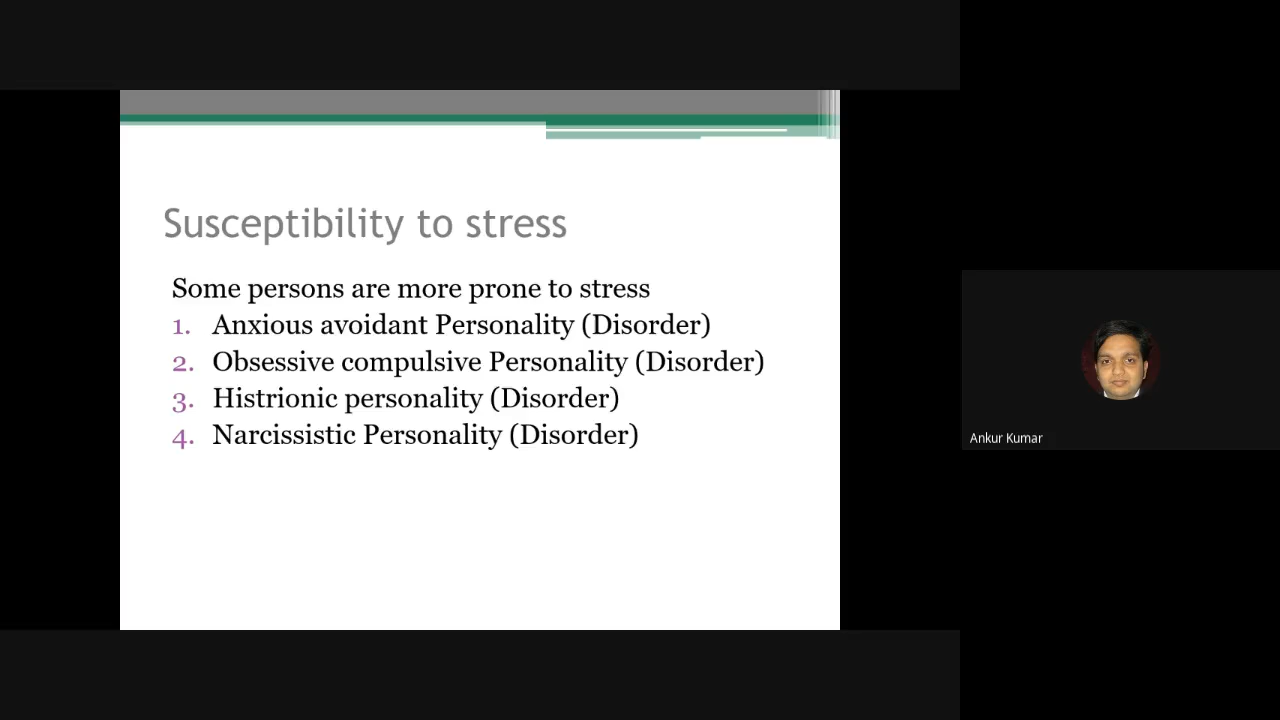 Susceptibility to stress
Some persons are more prone to stress
1. Anxious avoidant Personality (Disorder)
2. Obsessive compulsive Personality (Disorder)
3. Histrionic personality (Disorder)
4. Narcissistic Personality (Disorder)
Ankur Kumar